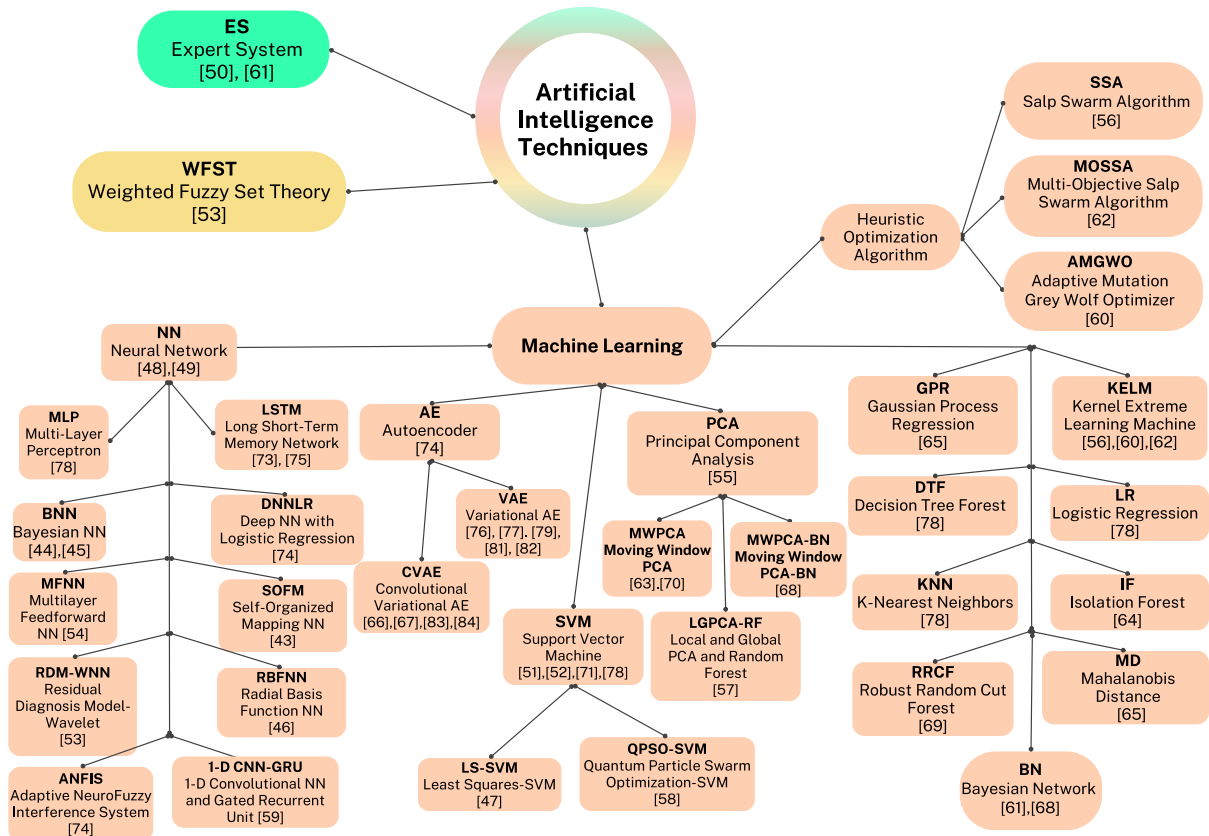 ES
Expert System
[50], [61]
Artificial
Intelligence
Techniques
WFST
Weighted Fuzzy Set Theory
[53]
SSA
Salp Swarm Algorithm
[56]
MOSSA
Multi-Objective Salp
Swarm Algorithm
[62]
Heuristic
Optimization
Algorithm
AMGWO
Adaptive Mutation
Grey Wolf Optimizer
[60]
Machine Learning
NN
Neural Network
[48],[49]
MLP
Multi-Layer
Perceptron
[78]
LSTM
Long Short-Term
Memory Network
[73], [75]
BNN
Bayesian NN
[44],[45]
DNNLR
Deep NN with
Logistic Regression
[74]
MFNN
Multilayer
Feedforward
NN [54]
SOFM
Self-Organized
Mapping NN
[43]
RDM-WNN
Residual
Diagnosis Model-
Wavelet
[53]
RBFNN
Radial Basis
Function NN
[46]
ANFIS
Adaptive NeuroFuzzy
Interference System
[74]
1-D CNN-GRU
1-D Convolutional NN
and Gated Recurrent
Unit [59]
AE
Autoencoder
[74]
VAE
Variational AE
[76], [77]. [79],
[81], [82]
CVAE
Convolutional
Variational AE
[66],[67],[83],[84]
SVM
Support Vector
Machine
[51],[52],[71],[78]
LS-SVM
Least Squares-SVM
[47]
QPSO-SVM
Quantum Particle Swarm
Optimization-SVM
[58]
PCA
Principal Component
Analysis
[55]
MWPCA
Moving Window
PCA
[63].[70]
MWPCA-BN
Moving Window
PCA-BN
[68]
LGPCA-RF
Local and Global
PCA and Random
Forest
[57]
GPR
Gaussian Process
Regression
[65]
KELM
Kernel Extreme
Learning Machine
[56],[60],[62]
DTF
Decision Tree Forest
[78]
LR
Logistic Regression
[78]
KNN
K-Nearest Neighbors
[78]
IF
Isolation Forest
[64]
RRCF
Robust Random Cut
Forest
[69]
MD
Mahalanobis
Distance
[65]
BN
Bayesian Network
[61],[68]